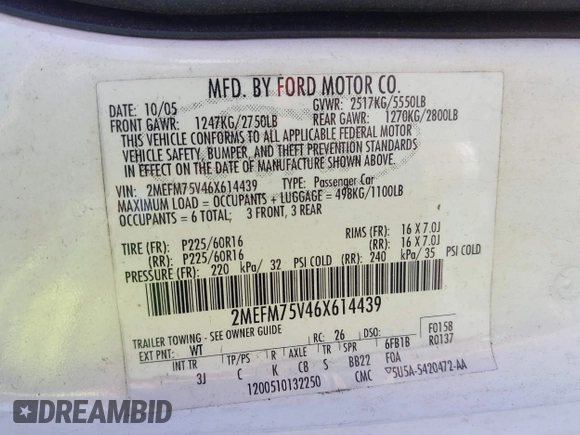 MFD. BY FORD MOTOR CO.
DATE: 10/05 GVWR: 2517KG/5550LB
FRONT GAWR: 1247KG/2750LB REAR GAWR: 1270KG/2800LB
THIS VEHICLE CONFORMS TO ALL APPLICABLE FEDERAL MOTOR
VEHICLE SAFETY, BUMPER, AND THEFT PREVENTION STANDARDS
IN EFFECT ON THE DATE OF MANUFACTURE SHOWN ABOVE.
VIN: 2MEFM75V46X614439 TYPE: Passenger Car
MAXIMUM LOAD = OCCUPANTS + LUGGAGE = 498KG/1100LB
OCCUPANTS = 6 TOTAL; 3 FRONT, 3 REAR
TIRE (FR): P225/60R16 RIMS (FR): 16 X 7.0J
(RR): P225/60R16 (RR): 16 X 7.0J
PRESSURE (FR): 220 kPa/ 32 PSI COLD (RR): 240 kPa/ 35 PSI COLD
2MEFM75V46X614439
TRAILER TOWING - SEE OWNER GUIDE
EXT PNT: WT RC: 26 DSO: F0158
INT TR TP/PS R AXLE TR SPR 6FB1B R0137
3J C K C8 S BB22 FOA
1200510132250 CMC 5U5A-5420472-AA
DREAMBID